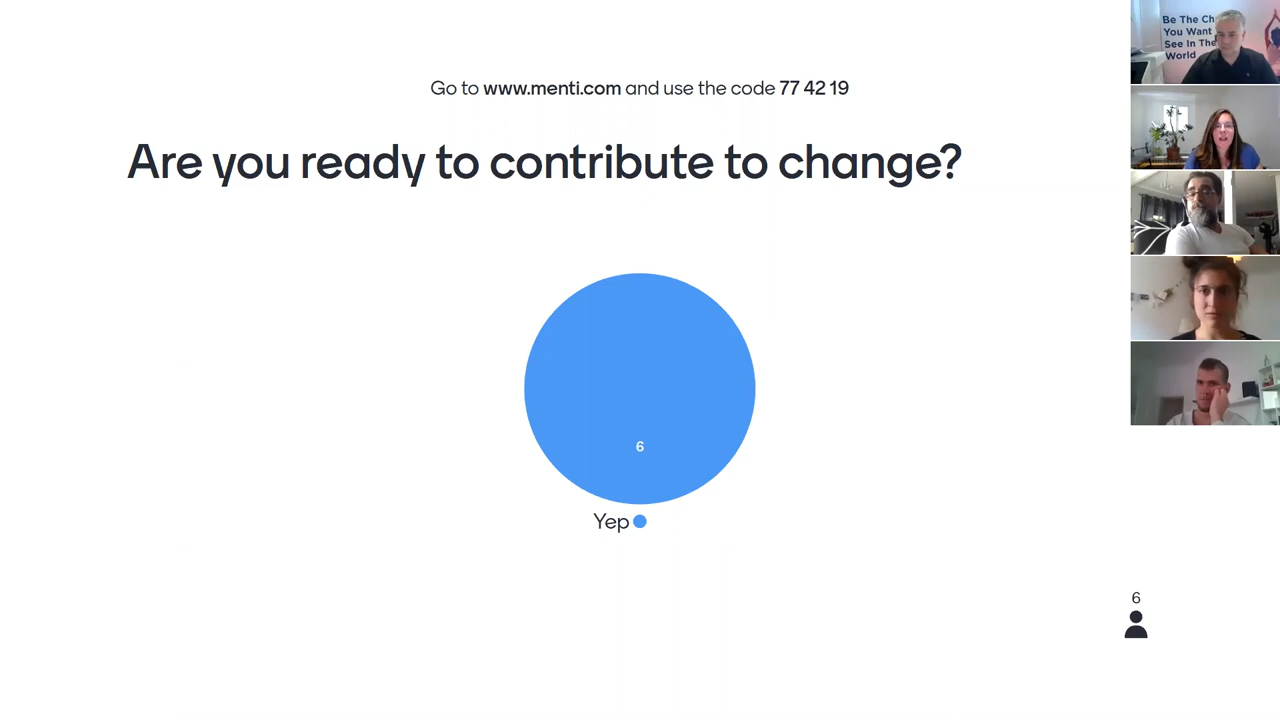 Go to www.menti.com and use the code 77 42 19
Are you ready to contribute to change?
6
Yep
6
Be The Ch
You Want
See In The
World